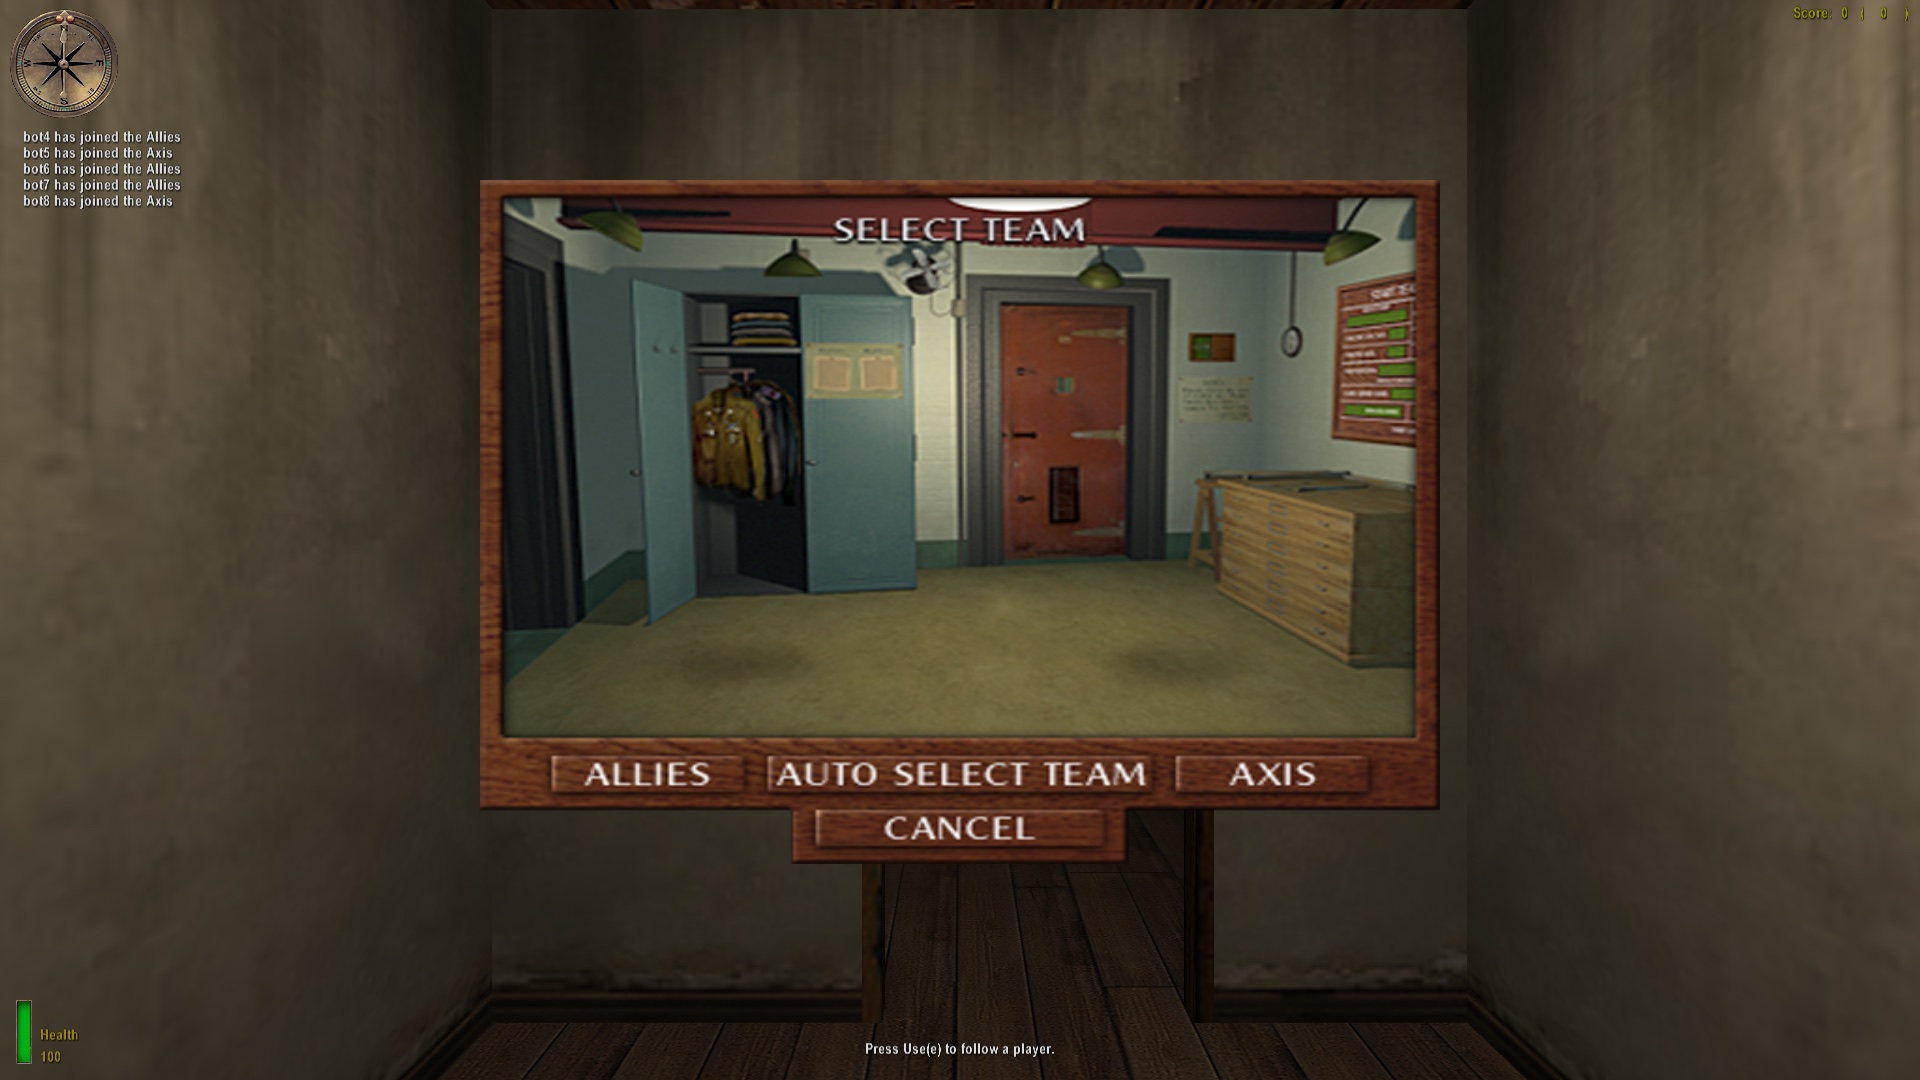 Score: 0 ( 0 )
bot4 has joined the Allies
bot5 has joined the Axis
bot6 has joined the Allies
bot7 has joined the Allies
bot8 has joined the Axis
SELECT TEAM
ALLIES
AUTO SELECT TEAM
AXIS
CANCEL
Health
100
Press Use(e) to follow a player.